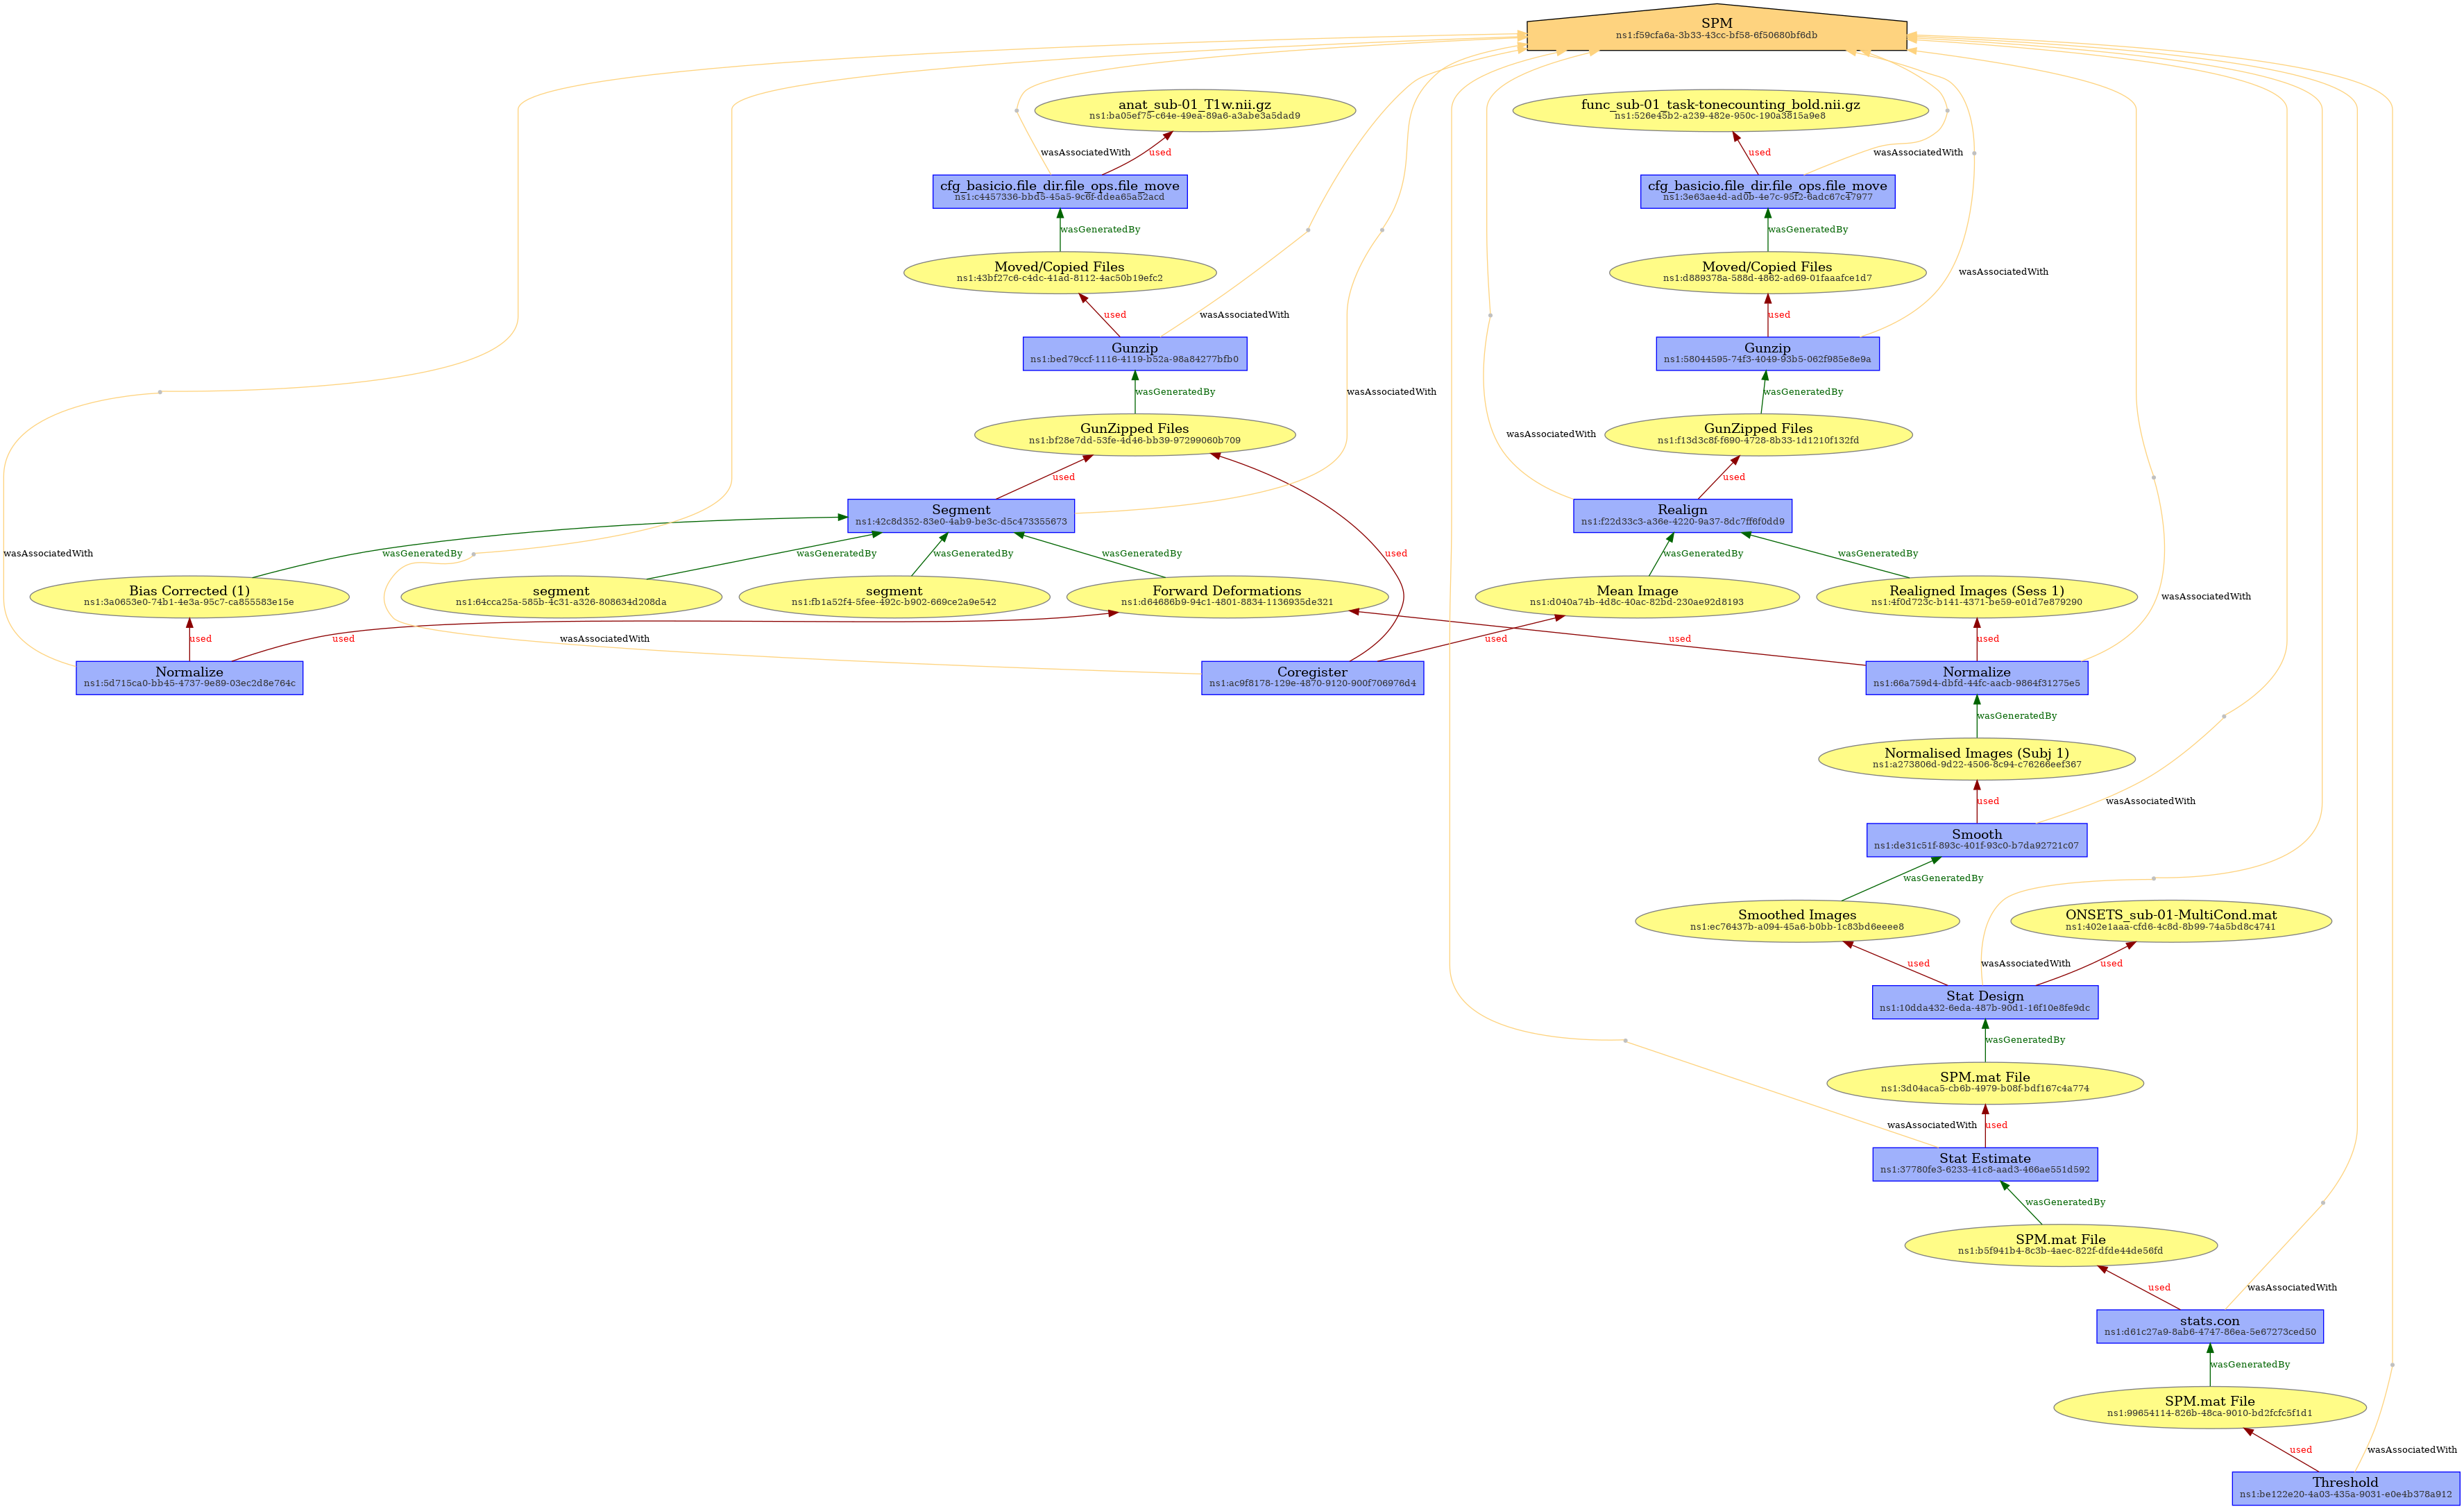 SPM
ns1:f59cfa6a-3b33-43cc-bf58-6f50680bf6db
anat_sub-01_T1w.nii.gz
ns1:ba05ef75-c64e-49ea-89a6-a3abe3a5dad9
func_sub-01_task-tonecounting_bold.nii.gz
ns1:526e45b2-a239-482e-950c-190a3815a9e8
wasAssociatedWith
used
used
wasAssociatedWith
cfg_basicio.file_dir.file_ops.file_move
ns1:c4457336-bbd5-45a5-9c6f-ddea65a52acd
cfg_basicio.file_dir.file_ops.file_move
ns1:3e63ae4d-ad0b-4e7c-95f2-6adc67c47977
wasGeneratedBy
wasGeneratedBy
Moved/Copied Files
ns1:43bf27c6-c4dc-41ad-8112-4ac50b19efc2
Moved/Copied Files
ns1:d889378a-588d-4862-ad69-01faaafce1d7
wasAssociatedWith
used
wasAssociatedWith
used
Gunzip
ns1:bed79ccf-1116-4119-b52a-98a84277bfb0
Gunzip
ns1:58044595-74f3-4049-93b5-062f985e8e9a
wasGeneratedBy
wasAssociatedWith
wasGeneratedBy
GunZipped Files
ns1:bf28e7dd-53fe-4d46-bb39-97299060b709
wasAssociatedWith
GunZipped Files
ns1:f13d3c8f-f690-4728-8b33-1d1210f132fd
used
used
Segment
ns1:42c8d352-83e0-4ab9-be3c-d5c473355673
Realign
ns1:f22d33c3-a36e-4220-9a37-8dc7ff6f0dd9
wasAssociatedWith
wasGeneratedBy
wasGeneratedBy
wasGeneratedBy
wasGeneratedBy
used
wasGeneratedBy
wasGeneratedBy
Bias Corrected (1)
ns1:3a0653e0-74b1-4e3a-95c7-ca855583e15e
segment
ns1:64cca25a-585b-4c31-a326-808634d208da
segment
ns1:fb1a52f4-5fee-492c-b902-669ce2a9e542
Forward Deformations
ns1:d64686b9-94c1-4801-8834-1136935de321
Mean Image
ns1:d040a74b-4d8c-40ac-82bd-230ae92d8193
Realigned Images (Sess 1)
ns1:4f0d723c-b141-4371-be59-e01d7e879290
wasAssociatedWith
used
used
wasAssociatedWith
used
used
used
Normalize
ns1:5d715ca0-bb45-4737-9e89-03ec2d8e764c
Coregister
ns1:ac9f8178-129e-4870-9120-900f706976d4
Normalize
ns1:66a759d4-dbfd-44fc-aacb-9864f31275e5
wasGeneratedBy
Normalised Images (Subj 1)
ns1:a273806d-9d22-4506-8c94-c76266eef367
used
wasAssociatedWith
Smooth
ns1:de31c51f-893c-401f-93c0-b7da92721c07
wasGeneratedBy
Smoothed Images
ns1:ec76437b-a094-45a6-b0bb-1c83bd6eeee8
ONSETS_sub-01-MultiCond.mat
ns1:402e1aaa-cfd6-4c8d-8b99-74a5bd8c4741
used
wasAssociatedWith
used
Stat Design
ns1:10dda432-6eda-487b-90d1-16f10e8fe9dc
wasGeneratedBy
SPM.mat File
ns1:3d04aca5-cb6b-4979-b08f-bdf167c4a774
wasAssociatedWith
used
Stat Estimate
ns1:37780fe3-6233-41c8-aad3-466ae551d592
wasGeneratedBy
SPM.mat File
ns1:b5f941b4-8c3b-4aec-822f-dfde44de56fd
used
wasAssociatedWith
stats.con
ns1:d61c27a9-8ab6-4747-86ea-5e67273ced50
wasGeneratedBy
SPM.mat File
ns1:99654114-826b-48ca-9010-bd2fcfc5f1d1
used
wasAssociatedWith
Threshold
ns1:be122e20-4a03-435a-9031-e0e4b378a912